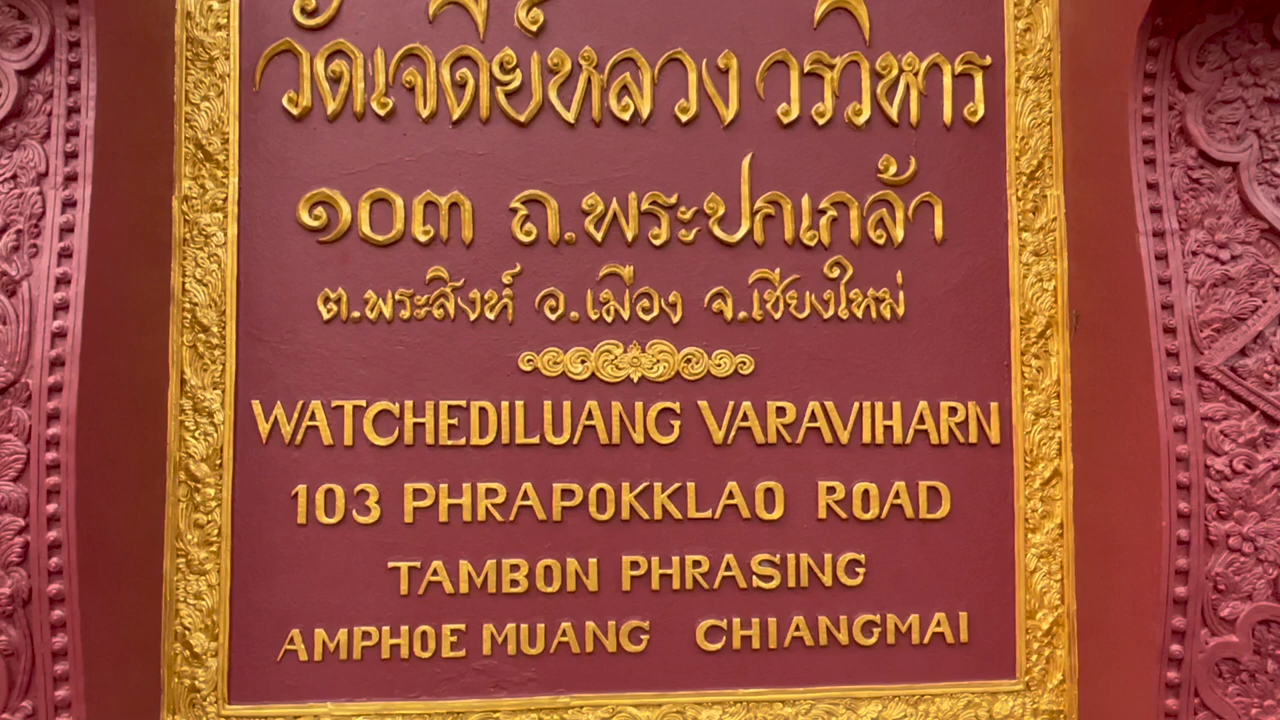 วัดเจดีย์หลวง วรวิหาร
๑๐๓ ถ.พระปกเกล้า
ต.พระสิงห์ อ.เมือง จ.เชียงใหม่
WATCHEDILUANG VARAVIHARN
103 PHRAPOKKLAO ROAD
TAMBON PHRASING
AMPHOE MUANG CHIANGMAI